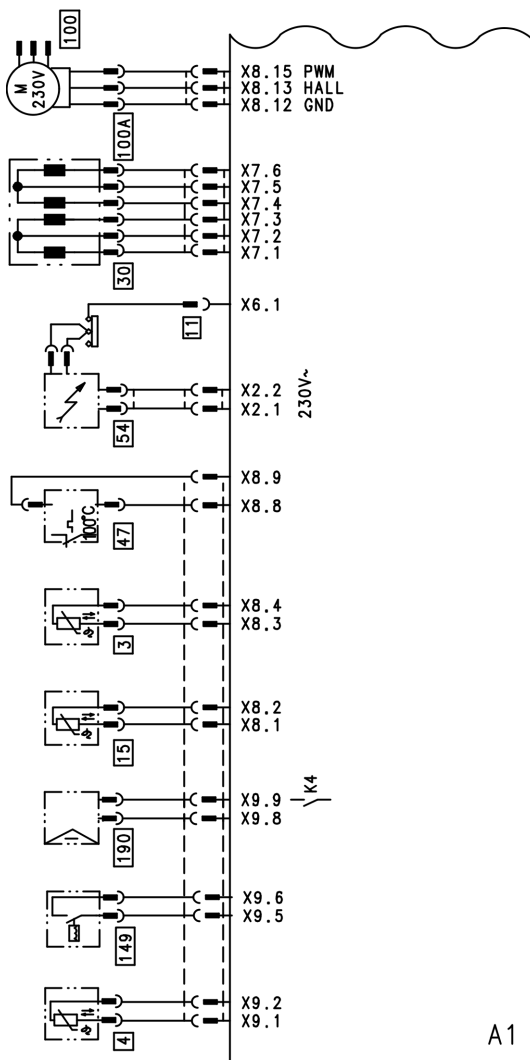 100
M
230V
X8.15 PWM
X8.13 HALL
X8.12 GND
100A
X7.6
X7.5
X7.4
X7.3
X7.2
X7.1
30
X6.1
11
X2.2
X2.1
230V~
54
X8.9
X8.8
100°C
47
X8.4
X8.3
3
X8.2
X8.1
15
X9.9
K4
X9.8
190
X9.6
X9.5
149
X9.2
X9.1
4
A1